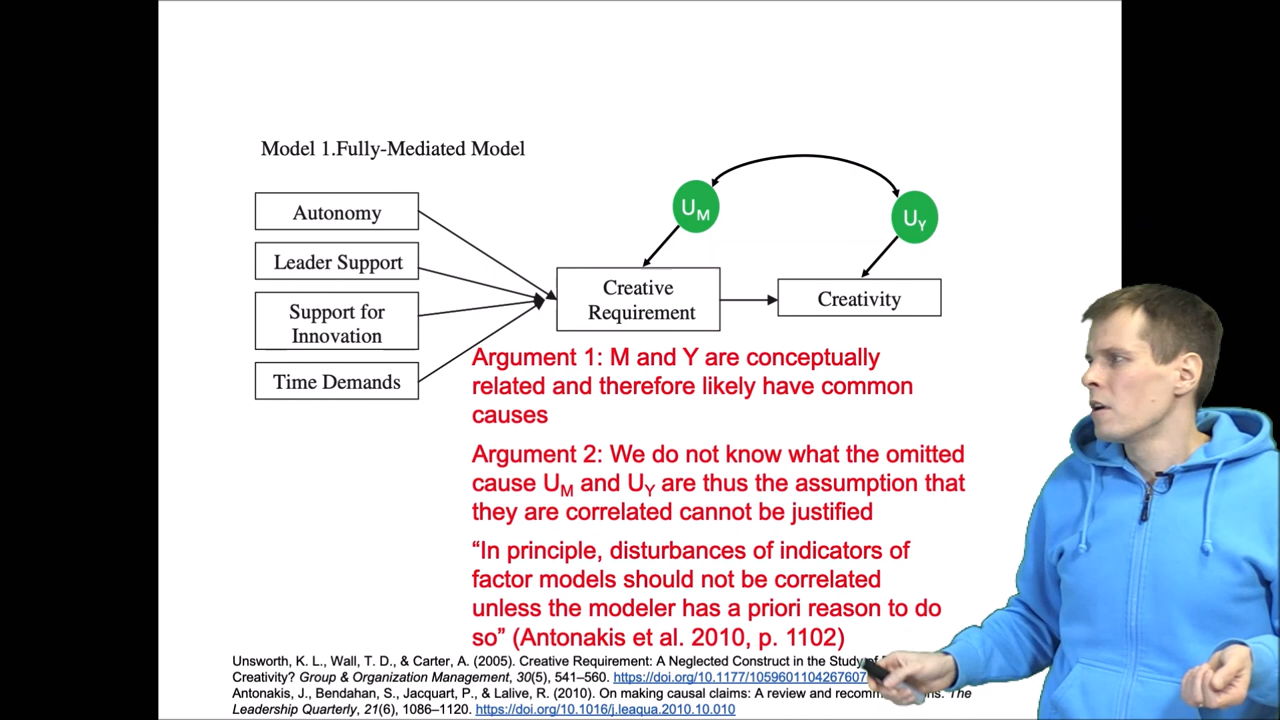 Model 1.Fully-Mediated Model
Autonomy
Leader Support
Support for
Innovation
Time Demands
U_M
U_Y
Creative
Requirement
Creativity
Argument 1: M and Y are conceptually
related and therefore likely have common
causes
Argument 2: We do not know what the omitted
cause U_M and U_Y are thus the assumption that
they are correlated cannot be justified
“In principle, disturbances of indicators of
factor models should not be correlated
unless the modeler has a priori reason to do
so” (Antonakis et al. 2010, p. 1102)
Unsworth, K. L., Wall, T. D., & Carter, A. (2005). Creative Requirement: A Neglected Construct in the Study of
Creativity? Group & Organization Management, 30(5), 541–560. https://doi.org/10.1177/1059601104267607
Antonakis, J., Bendahan, S., Jacquart, P., & Lalive, R. (2010). On making causal claims: A review and The
Leadership Quarterly, 21(6), 1086–1120. https://doi.org/10.1016/j.leaqua.2010.10.010